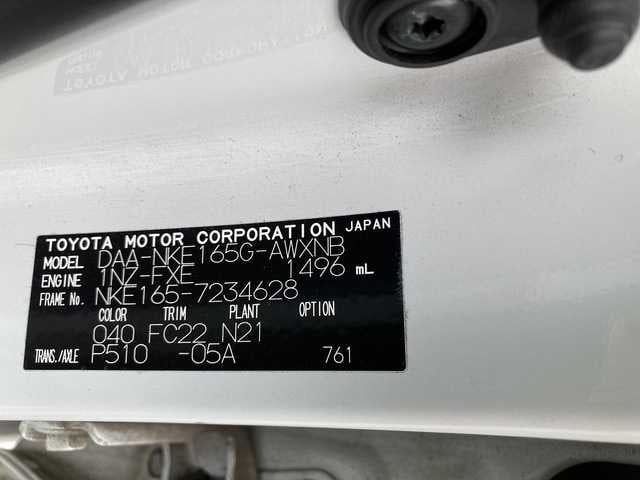 TOYOTA MOTOR CORPORATION JAPAN
MODEL DAA-NKE165G-AWXNB
ENGINE 1NZ-FXE 1496 mL
FRAME No. NKE165-7234628
COLOR TRIM PLANT OPTION
040 FC22 N21
TRANS./AXLE P510 -05A 761